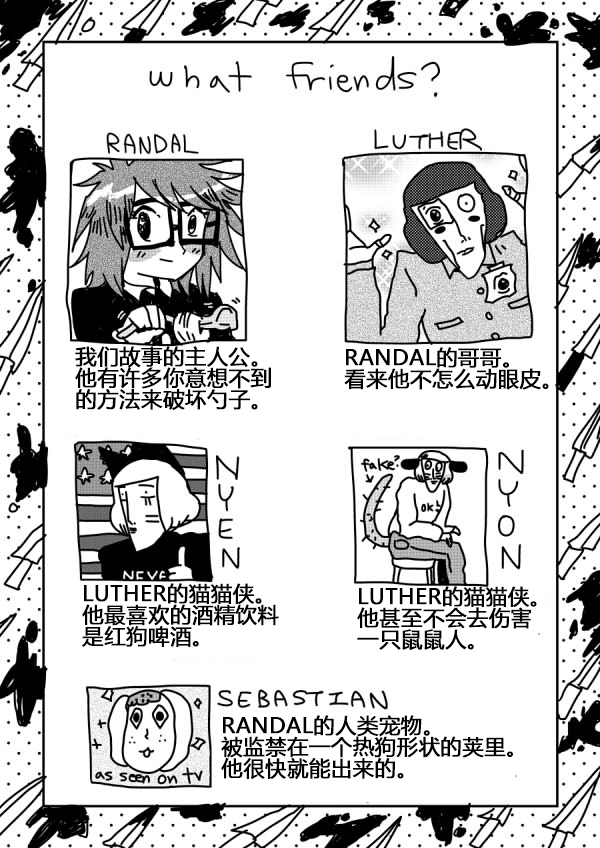 what friends?
RANDAL
我们故事的主人公。
他有许多你意想不到
的方法来破坏勺子。
LUTHER
RANDAL的哥哥。
看来他不怎么动眼皮。
NYEN
NEVE
LUTHER的猫猫侠。
他最喜欢的酒精饮料
是红狗啤酒。
NYON
fake?
OK!
LUTHER的猫猫侠。
他甚至不会去伤害
一只鼠鼠人。
SEBASTIAN
as seen on tv
RANDAL的人类宠物。
被监禁在一个热狗形状的荚里。
他很快就能出来的。